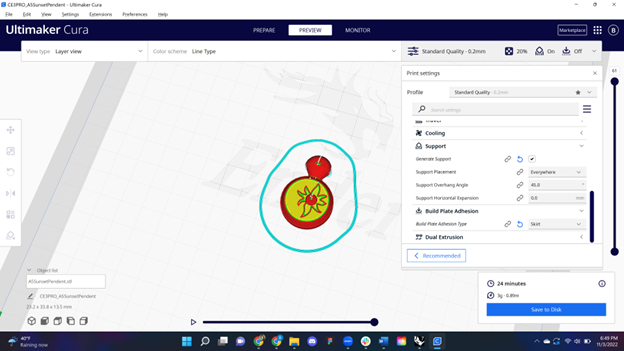 CE3PRO_ASSunsetPendent - Ultimaker Cura
File Edit View Settings Extensions Preferences Help
Ultimaker Cura
PREPARE PREVIEW MONITOR
Marketplace
B
View type Layer view
Color scheme Line Type
Standard Quality - 0.2mm
20%
On
Off
Print settings
Profile
Standard Quality - 0.2mm
Search settings
61
Cooling
Support
Generate Support
Support Placement Everywhere
Support Overhang Angle 45.0 °
Support Horizontal Expansion 0.0 mm
Build Plate Adhesion
Build Plate Adhesion Type Skirt
Dual Extrusion
Recommended
Object list
ASSunsetPendent.stl
CE3PRO_ASSunsetPendent
23.2 x 33.8 x 13.5 mm
24 minutes
3g · 0.89m
Save to Disk
40°F
Raining now
6:49 PM
11/3/2022